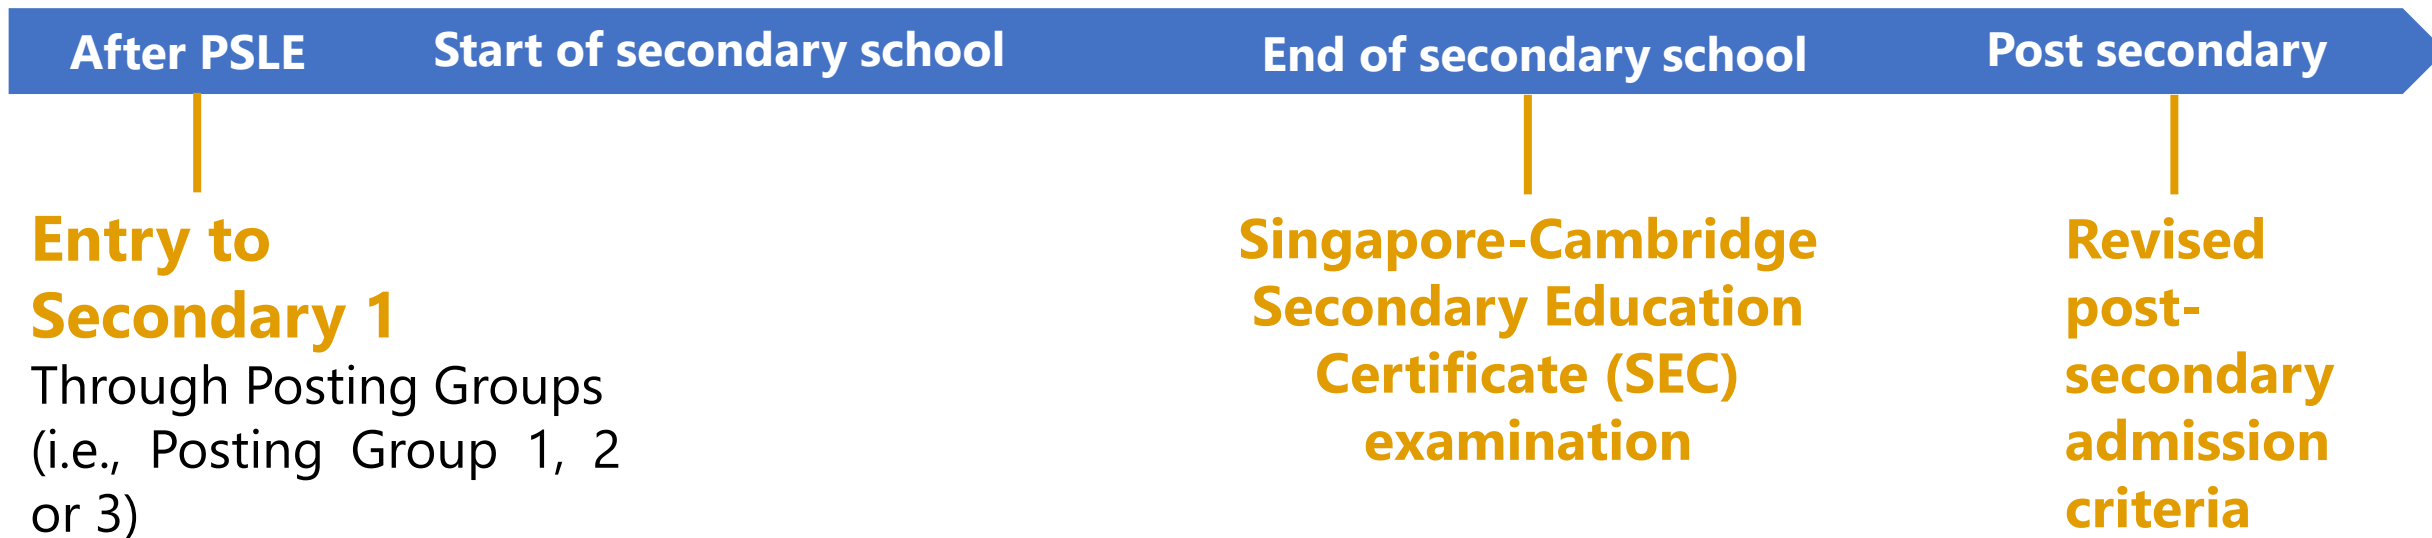 After PSLE
Start of secondary school
End of secondary school
Post secondary
Entry to
Secondary 1
Through Posting Groups
(i.e., Posting Group 1, 2
or 3)
Singapore-Cambridge
Secondary Education
Certificate (SEC)
examination
Revised
post-
secondary
admission
criteria